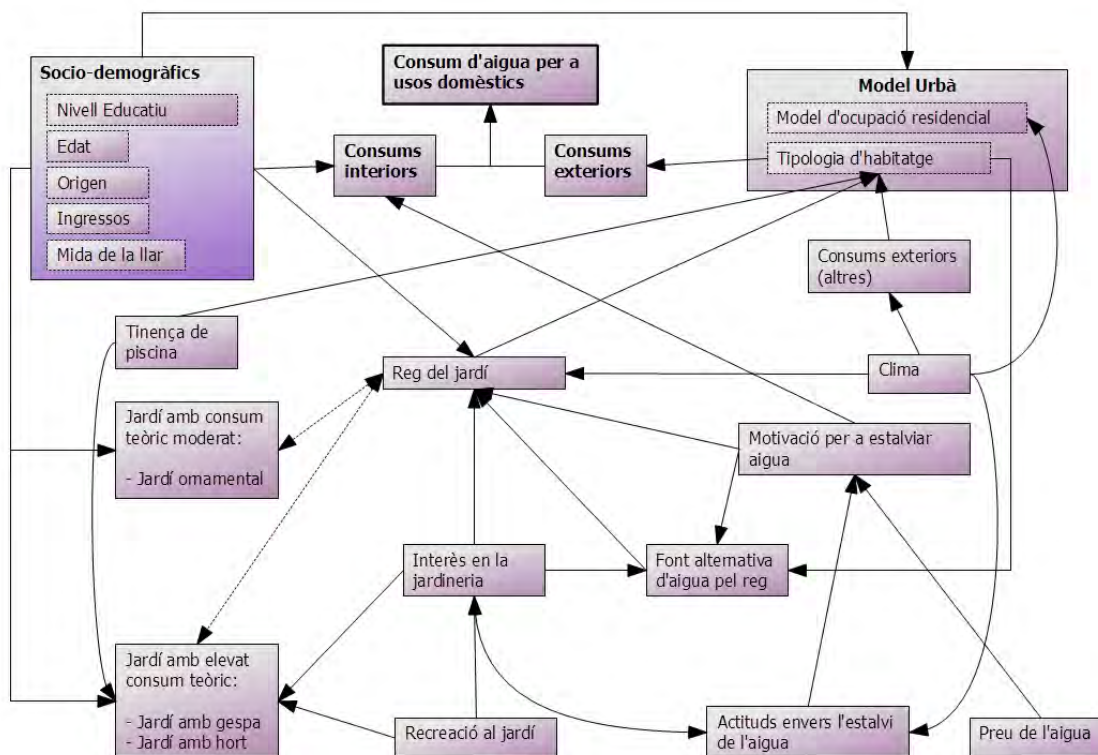 Socio-demogràfics
Nivell Educatiu
Edat
Origen
Ingressos
Mida de la llar
Consum d'aigua per a
usos domèstics
Consums
interiors
Consums
exteriors
Model Urbà
Model d'ocupació residencial
Tipologia d'habitatge
Consums exteriors
(altres)
Tinença de
piscina
Reg del jardí
Clima
Jardí amb consum
teòric moderat:
- Jardí ornamental
Motivació per a estalviar
aigua
Interès en la
jardineria
Font alternativa
d'aigua pel reg
Jardí amb elevat
consum teòric:
- Jardí amb gespa
- Jardí amb hort
Recreació al jardí
Actituds envers l'estalvi
de l'aigua
Preu de l'aigua